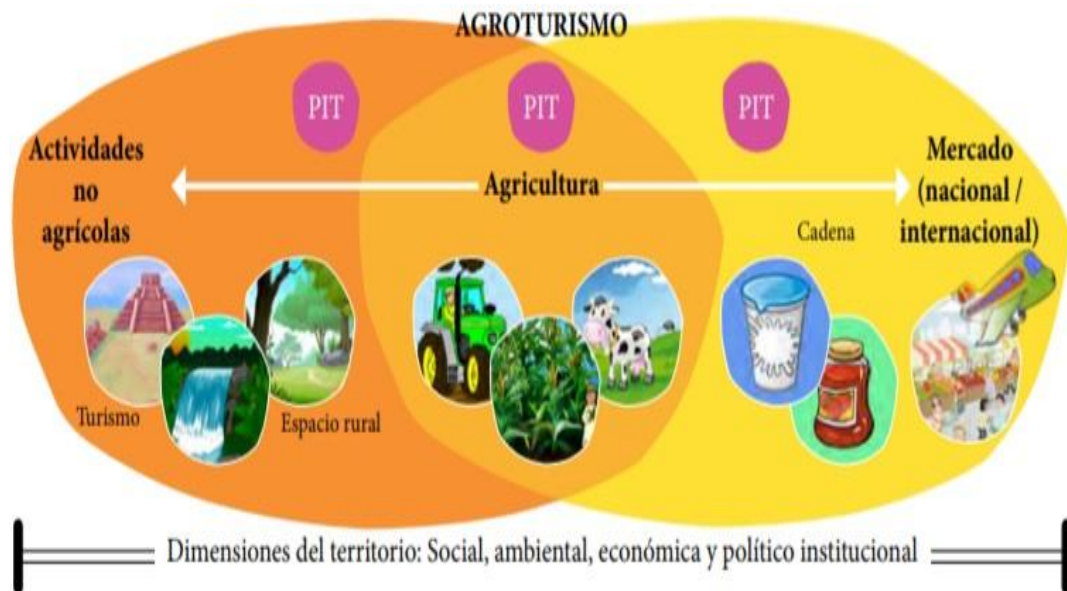 AGROTURISMO
PIT
PIT
PIT
Actividades
no
agrícolas
Agricultura
Mercado
(nacional /
internacional)
Cadena
Turismo
Espacio rural
Dimensiones del territorio: Social, ambiental, económica y político institucional